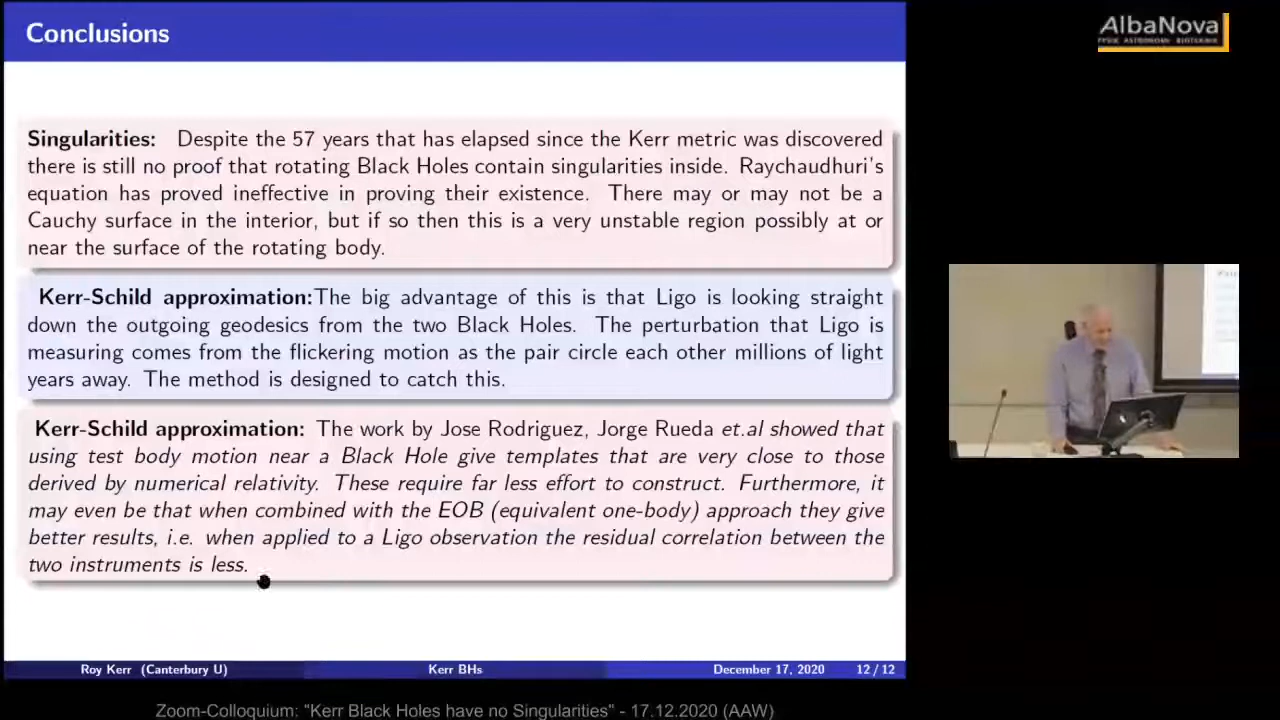 Conclusions
AlbaNova
FYSIK ASTRONOMI BIOTEKNIK
Singularities: Despite the 57 years that has elapsed since the Kerr metric was discovered
there is still no proof that rotating Black Holes contain singularities inside. Raychaudhuri's
equation has proved ineffective in proving their existence. There may or may not be a
Cauchy surface in the interior, but if so then this is a very unstable region possibly at or
near the surface of the rotating body.
Kerr-Schild approximation:The big advantage of this is that Ligo is looking straight
down the outgoing geodesics from the two Black Holes. The perturbation that Ligo is
measuring comes from the flickering motion as the pair circle each other millions of light
years away. The method is designed to catch this.
Kerr-Schild approximation: The work by Jose Rodriguez, Jorge Rueda et.al showed that
using test body motion near a Black Hole give templates that are very close to those
derived by numerical relativity. These require far less effort to construct. Furthermore, it
may even be that when combined with the EOB (equivalent one-body) approach they give
better results, i.e. when applied to a Ligo observation the residual correlation between the
two instruments is less.
Roy Kerr (Canterbury U) Kerr BHs December 17, 2020 12 / 12
Zoom-Colloquium: "Kerr Black Holes have no Singularities" - 17.12.2020 (AAW)